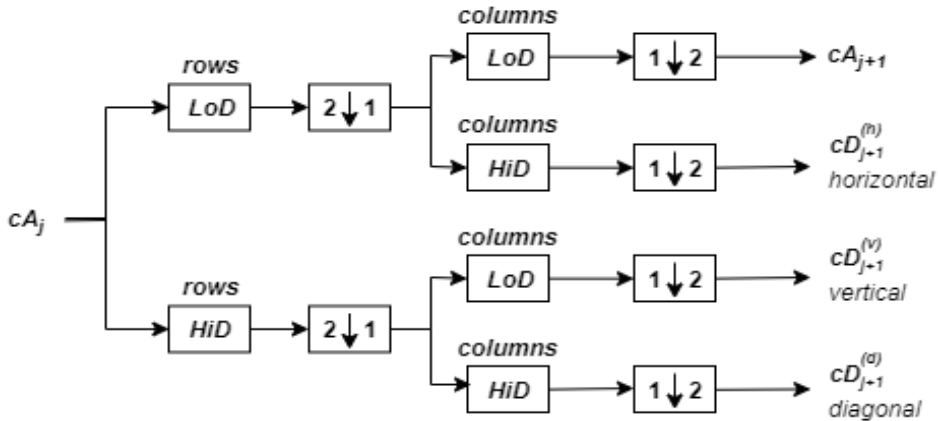 columns
LoD
1↓2
cA_{j+1}
rows
LoD
2↓1
columns
HiD
1↓2
cD_{j+1}^{(h)}
horizontal
cA_j
columns
LoD
1↓2
cD_{j+1}^{(v)}
vertical
rows
HiD
2↓1
columns
HiD
1↓2
cD_{j+1}^{(d)}
diagonal